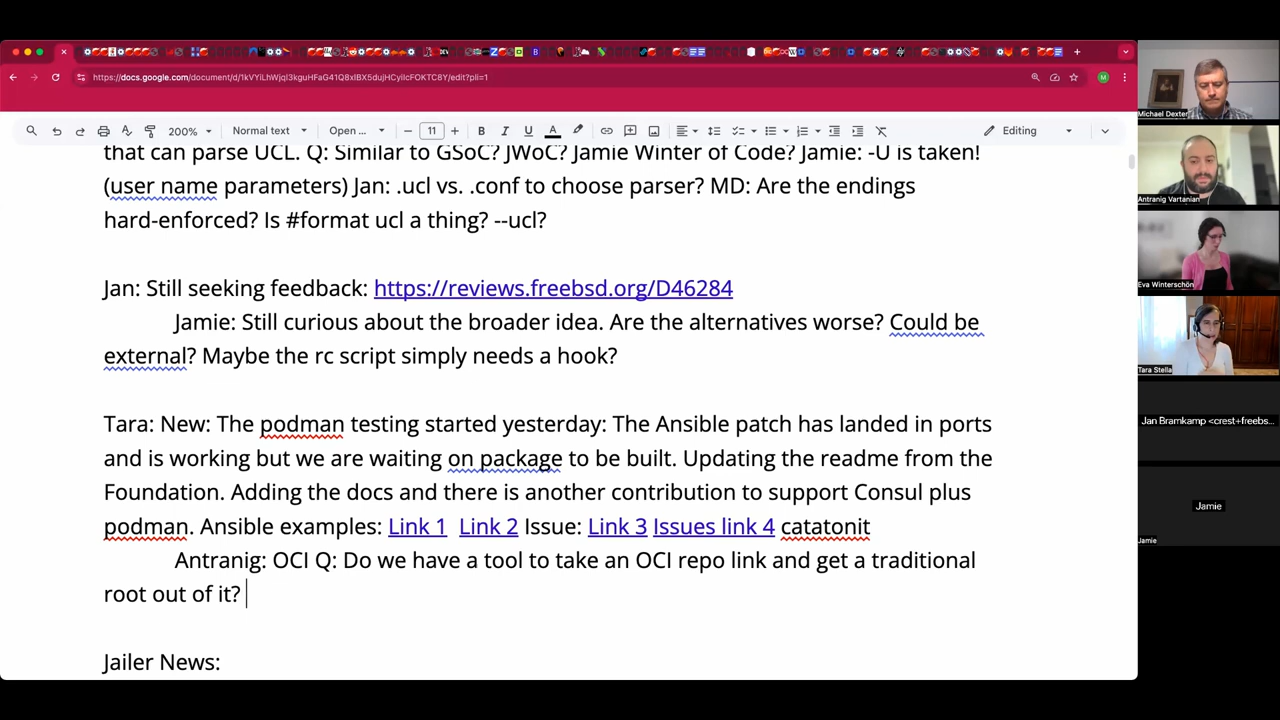 https://docs.google.com/document/d/1kVYiLhWjqI3kguHFaG41Q8xIBX5dujHCyilcFOKTC8Y/edit?pli=1
200%
Normal text
Open ...
11
Editing
that can parse UCL. Q: Similar to GSoC? JWoC? Jamie Winter of Code? Jamie: -U is taken!
(user name parameters) Jan: .ucl vs. .conf to choose parser? MD: Are the endings
hard-enforced? Is #format ucl a thing? --ucl?
Jan: Still seeking feedback: https://reviews.freebsd.org/D46284
Jamie: Still curious about the broader idea. Are the alternatives worse? Could be
external? Maybe the rc script simply needs a hook?
Tara: New: The podman testing started yesterday: The Ansible patch has landed in ports
and is working but we are waiting on package to be built. Updating the readme from the
Foundation. Adding the docs and there is another contribution to support Consul plus
podman. Ansible examples: Link 1 Link 2 Issue: Link 3 Issues link 4 catatonit
Antranig: OCI Q: Do we have a tool to take an OCI repo link and get a traditional
root out of it?
Jailer News:
Michael Dexter
Antranig Vartanian
Eva Winterschön
Tara Stella
Jan Bramkamp <crest+freebs...
Jamie
Jamie